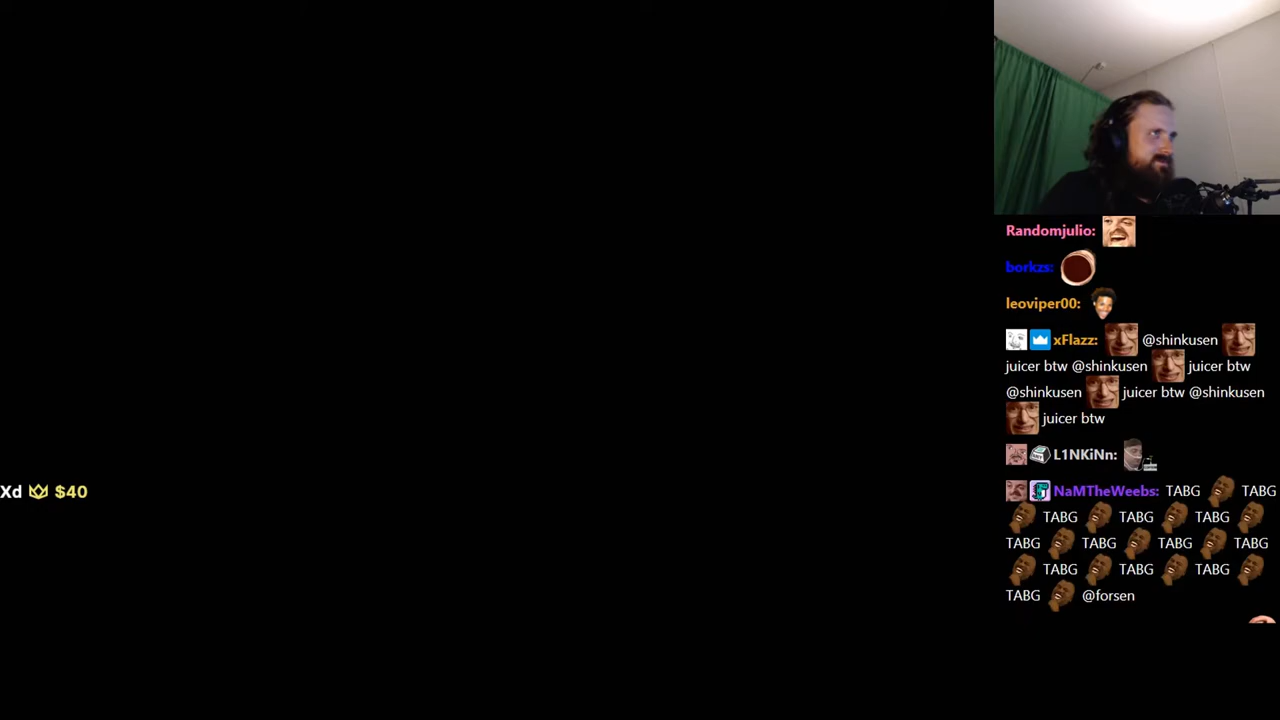 Randomjulio:
borkzs:
leoviper00:
xFlazz: @shinkusen
juicer btw @shinkusen juicer btw
@shinkusen juicer btw @shinkusen
juicer btw
L1NKiNn:
Xd $40
NaMTheWeebs: TABG TABG
TABG TABG TABG
TABG TABG TABG TABG
TABG TABG TABG
TABG @forsen